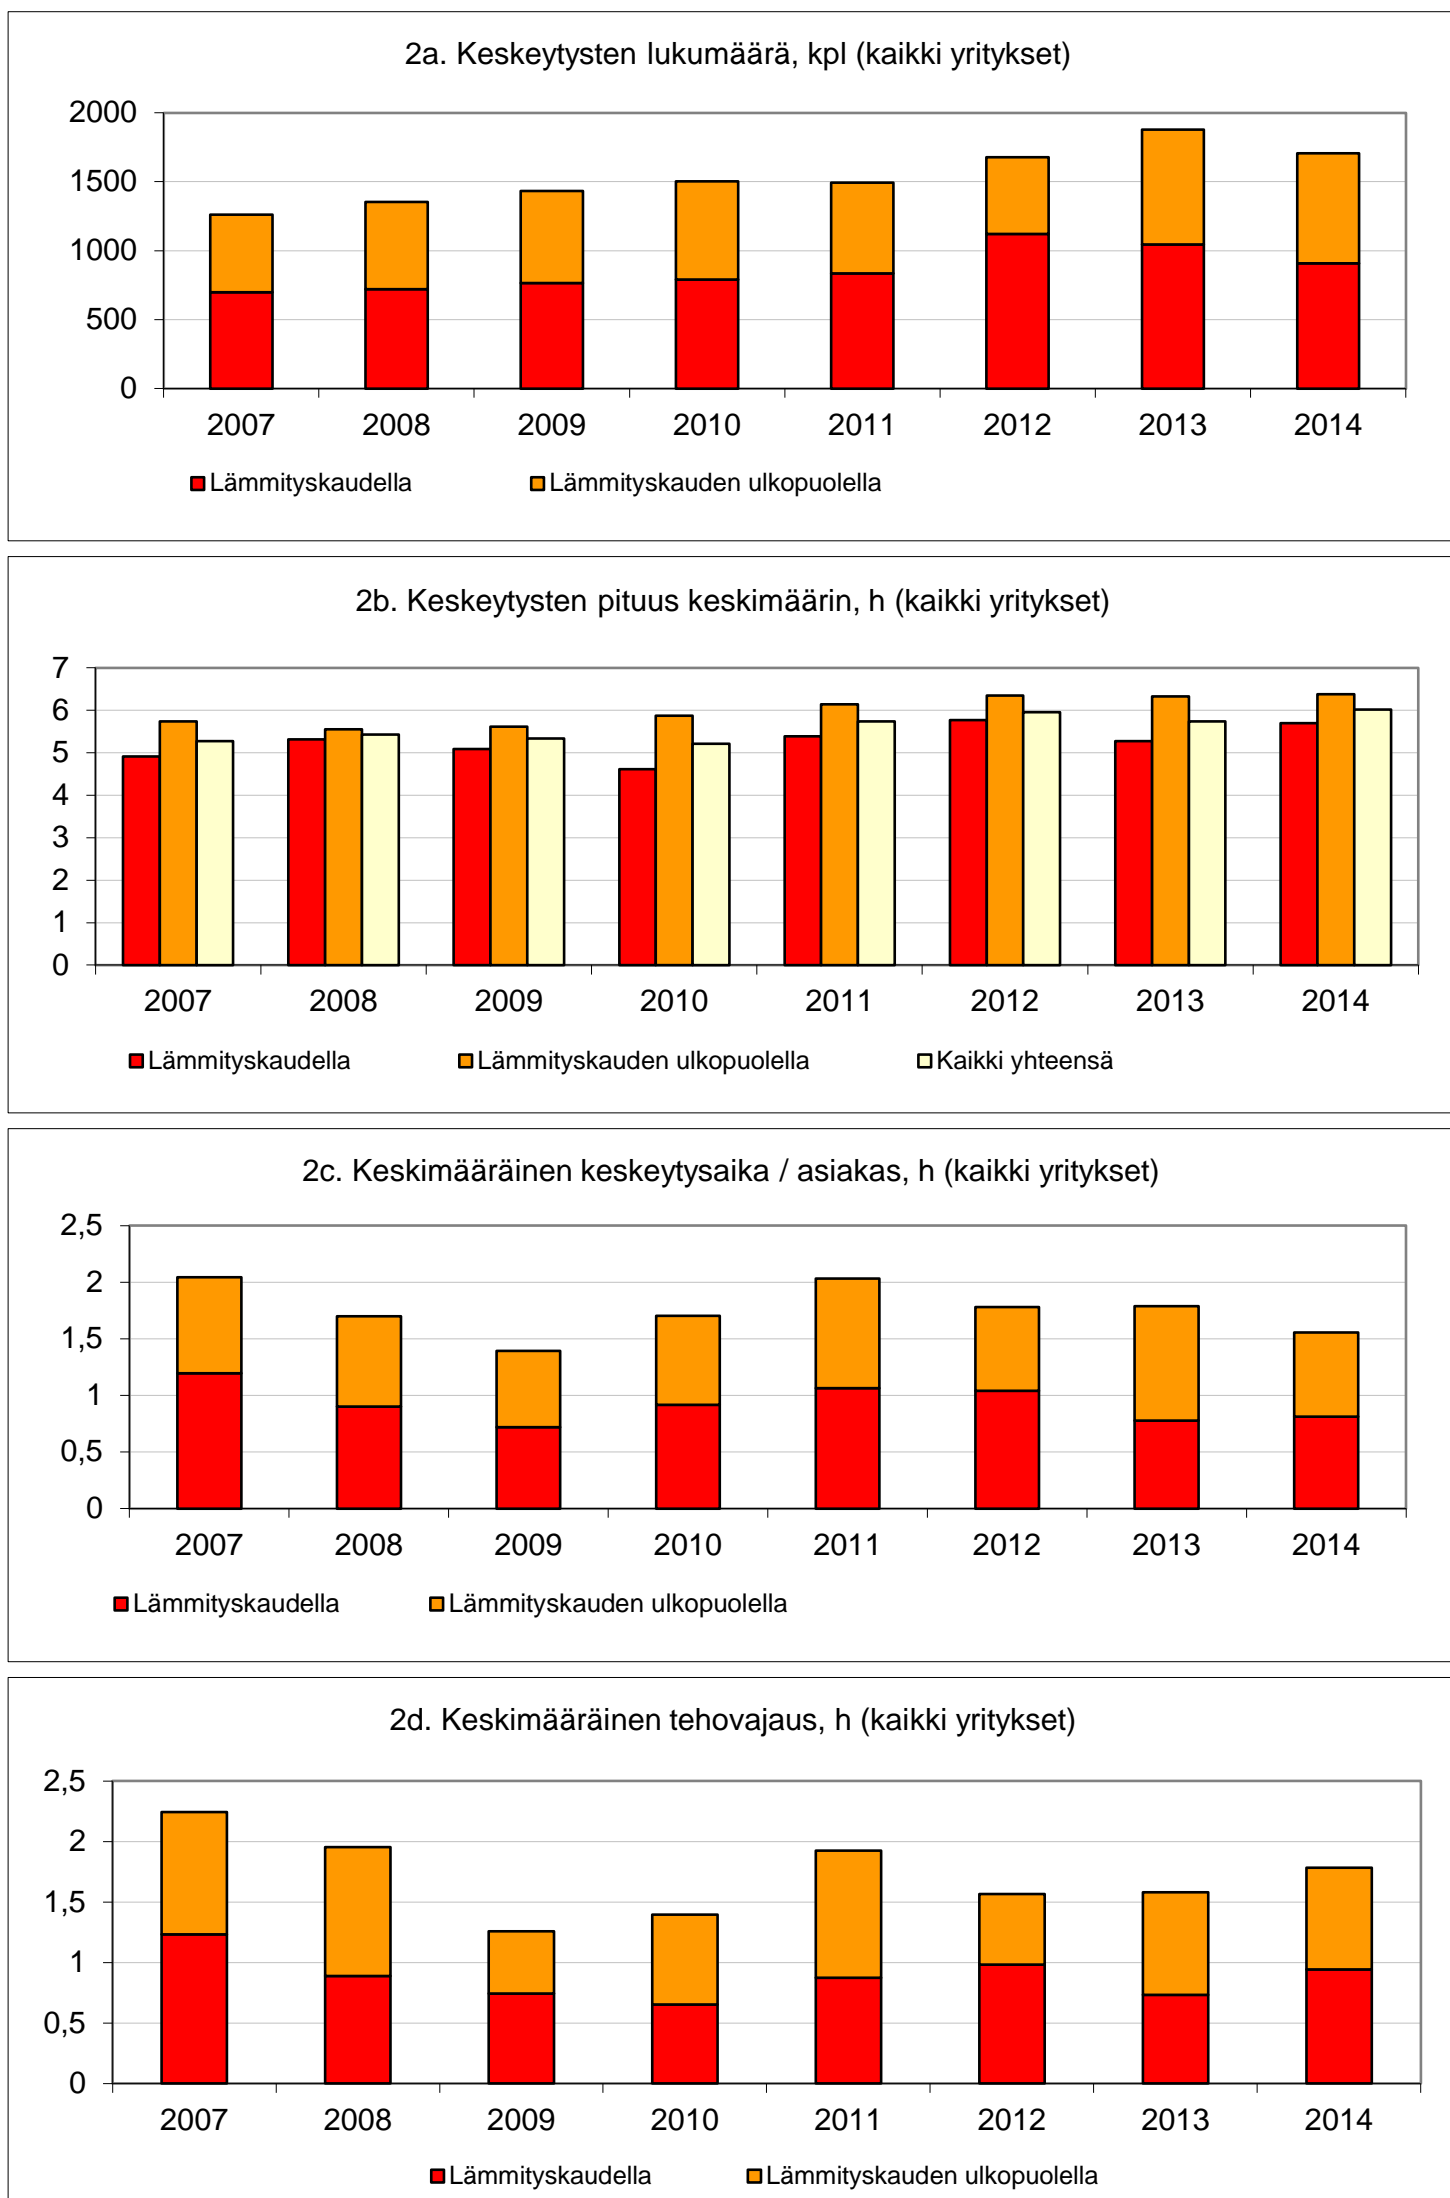 2a. Keskeytysten lukumäärä, kpl (kaikki yritykset)
2000
1500
1000
500
0
2007 2008 2009 2010 2011 2012 2013 2014
Lämmityskaudella Lämmityskauden ulkopuolella
2b. Keskeytysten pituus keskimäärin, h (kaikki yritykset)
7
6
5
4
3
2
1
0
2007 2008 2009 2010 2011 2012 2013 2014
Lämmityskaudella Lämmityskauden ulkopuolella Kaikki yhteensä
2c. Keskimääräinen keskeytysaika / asiakas, h (kaikki yritykset)
2,5
2
1,5
1
0,5
0
2007 2008 2009 2010 2011 2012 2013 2014
Lämmityskaudella Lämmityskauden ulkopuolella
2d. Keskimääräinen tehovajaus, h (kaikki yritykset)
2,5
2
1,5
1
0,5
0
2007 2008 2009 2010 2011 2012 2013 2014
Lämmityskaudella Lämmityskauden ulkopuolella